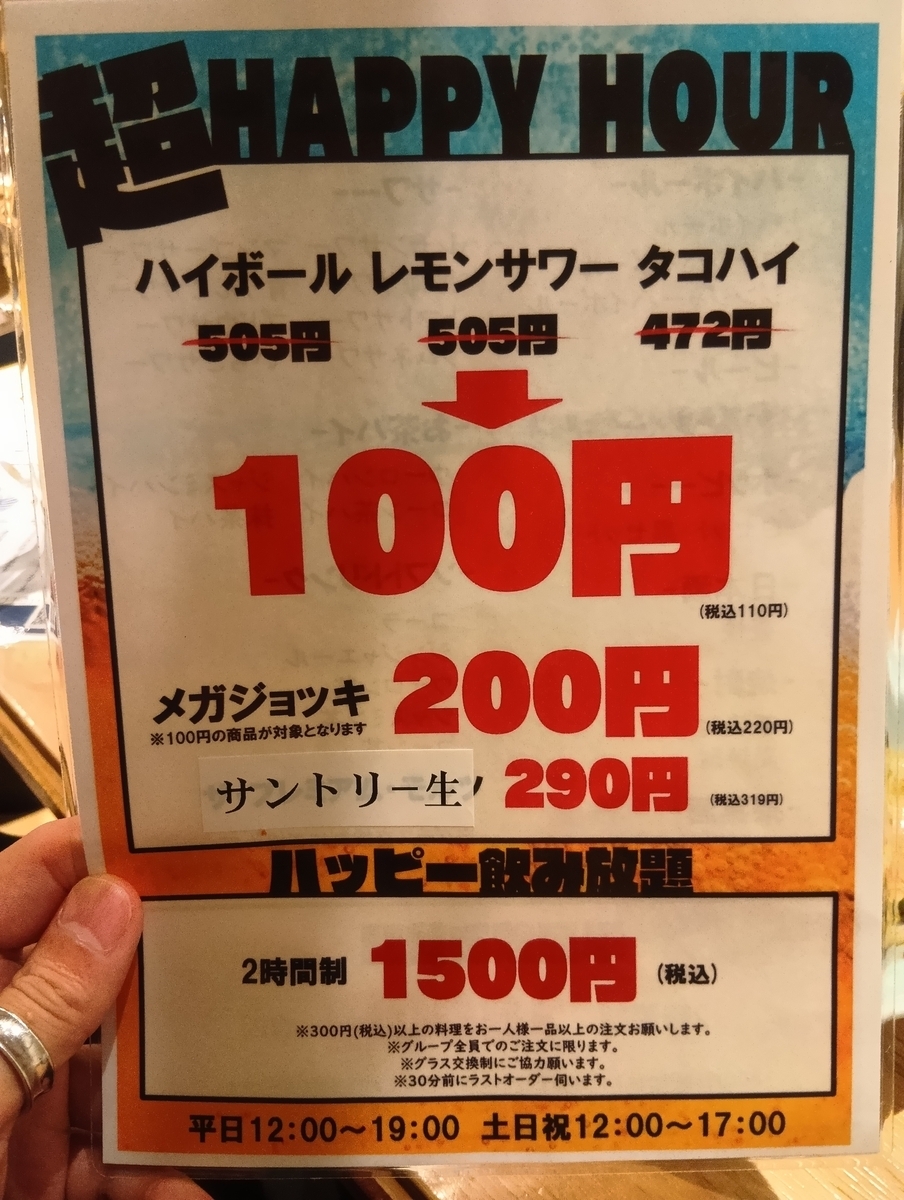 超HAPPY HOUR
ハイボール レモンサワー タコハイ
505円 505円 472円
100円
(税込110円)
メガジョッキ 200円 (税込220円)
※100円の商品が対象となります
サントリー生 290円 (税込319円)
ハッピー飲み放題
2時間制 1500円 (税込)
※300円(税込)以上の料理をお一人様一品以上の注文お願いします。
※グループ全員でのご注文に限ります。
※グラス交換制にご協力願います。
※30分前にラストオーダー伺います。
平日12:00～19:00 土日祝12:00～17:00